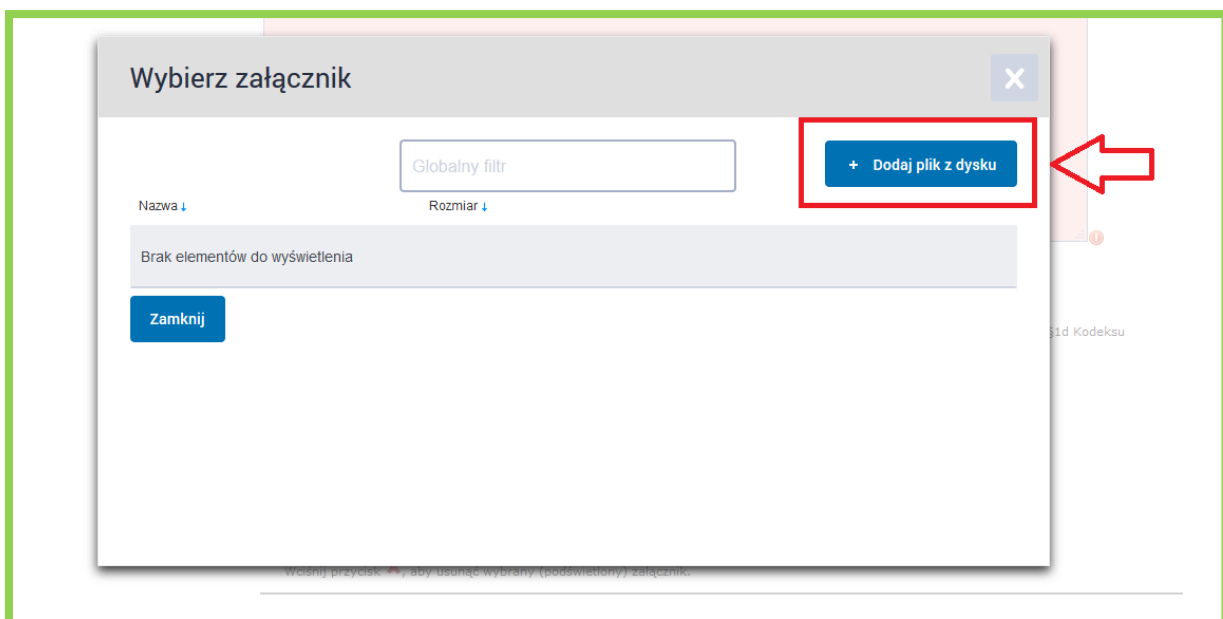 Wybierz załącznik
Globalny filtr
+ Dodaj plik z dysku
Nazwa ↓ Rozmiar ↓
Brak elementów do wyświetlenia
Zamknij
§1d Kodeksu
Wciśnij przycisk , aby usunąć wybrany (podświetlony) załącznik.